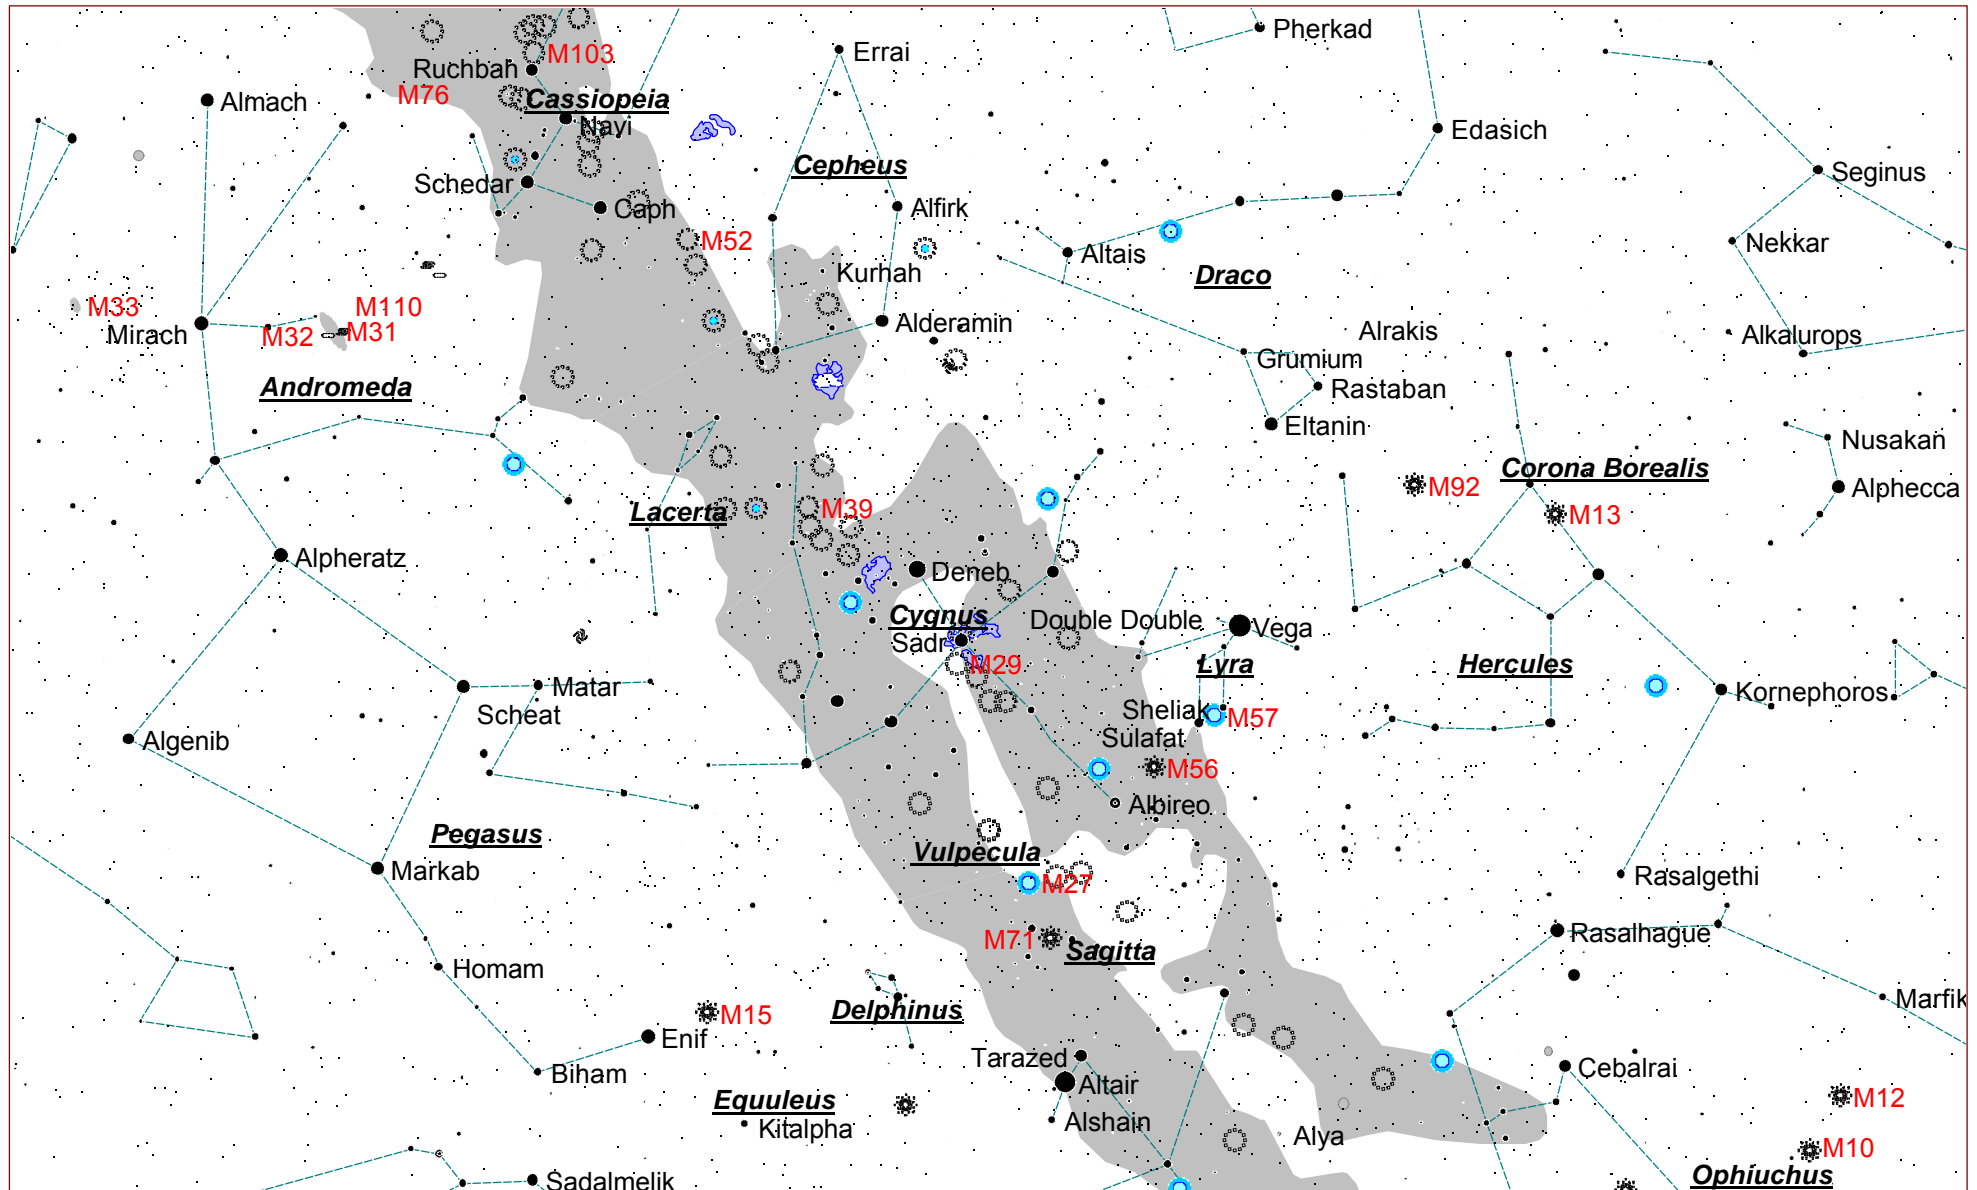 Pherkad
M103
Errai
Ruchbah
M76
Cassiopeia
Almach
Navi
Edasich
Cepheus
Seginus
Schedar
Caph
Alfirk
M52
Nekkar
Altais
Kurhah
Draco
M33
M110
Mirach
M32
M31
Alderamin
Alrakis
Alkalurops
Grumium
Andromeda
Rastaban
Eltanin
Nusakan
Corona Borealis
M92
Alphecca
Lacerta
M39
M13
Alpheratz
Deneb
Cygnus
Double Double
Vega
Sadr
M29
Lyra
Hercules
Matar
Kornephoros
Scheat
Sheliak
M57
Algenib
Sulafat
M56
Albireo
Pegasus
Vulpecula
Markab
M27
Rasalgethi
M71
Sagitta
Rasalhague
Homam
Marfik
Delphinus
M15
Enif
Tarazed
Biham
Altair
Cebalrai
Equuleus
M12
Kitalpha
Alshain
Alya
M10
Sadalmelik
Ophiuchus